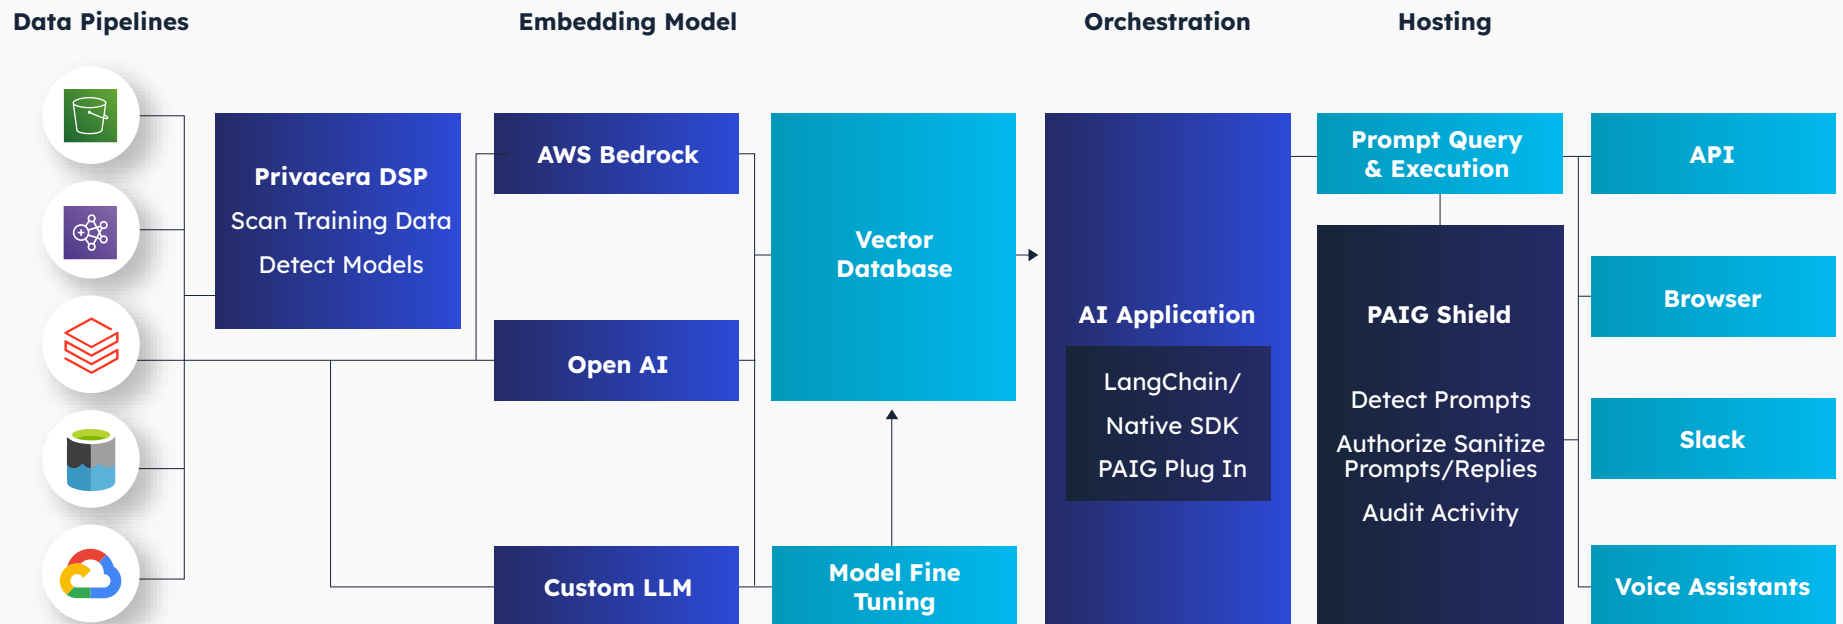 Data Pipelines
Embedding Model
Orchestration
Hosting
Privacera DSP
Scan Training Data
Detect Models
AWS Bedrock
Open AI
Custom LLM
Vector
Database
Model Fine
Tuning
AI Application
LangChain/
Native SDK
PAIG Plug In
Prompt Query
& Execution
PAIG Shield
Detect Prompts
Authorize Sanitize
Prompts/Replies
Audit Activity
API
Browser
Slack
Voice Assistants